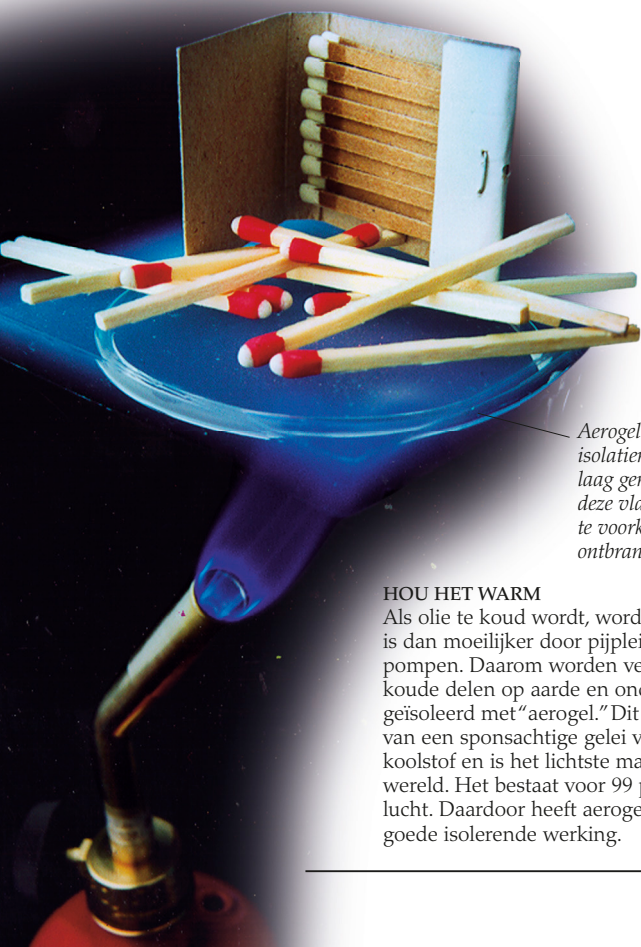 Aerogel
isolatien
laag gen
deze vla
te voork
ontbran
HOU HET WARM
Als olie te koud wordt, word
is dan moeilijker door pijplei
pompen. Daarom worden ve
koude delen op aarde en ond
geïsoleerd met “aerogel.” Dit
van een sponsachtige gelei v
koolstof en is het lichtste ma
wereld. Het bestaat voor 99 p
lucht. Daardoor heeft aeroge
goede isolerende werking.